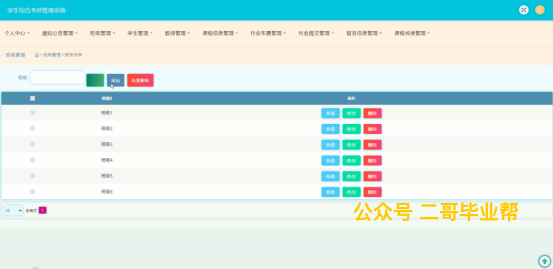 学生综合考评管理系统
个人中心 通知公告管理 班级管理 学生管理 教师管理 课程信息管理 作业布置管理 作业提交管理 留言信息管理 课程成绩管理
班级管理 班级管理 / 班级列表
班级
添加 批量删除
班级 操作
班级1 查看 修改 删除
班级2 查看 修改 删除
班级3 查看 修改 删除
班级4 查看 修改 删除
班级5 查看 修改 删除
班级6 查看 修改 删除
10 1
公众号 二哥毕业帮